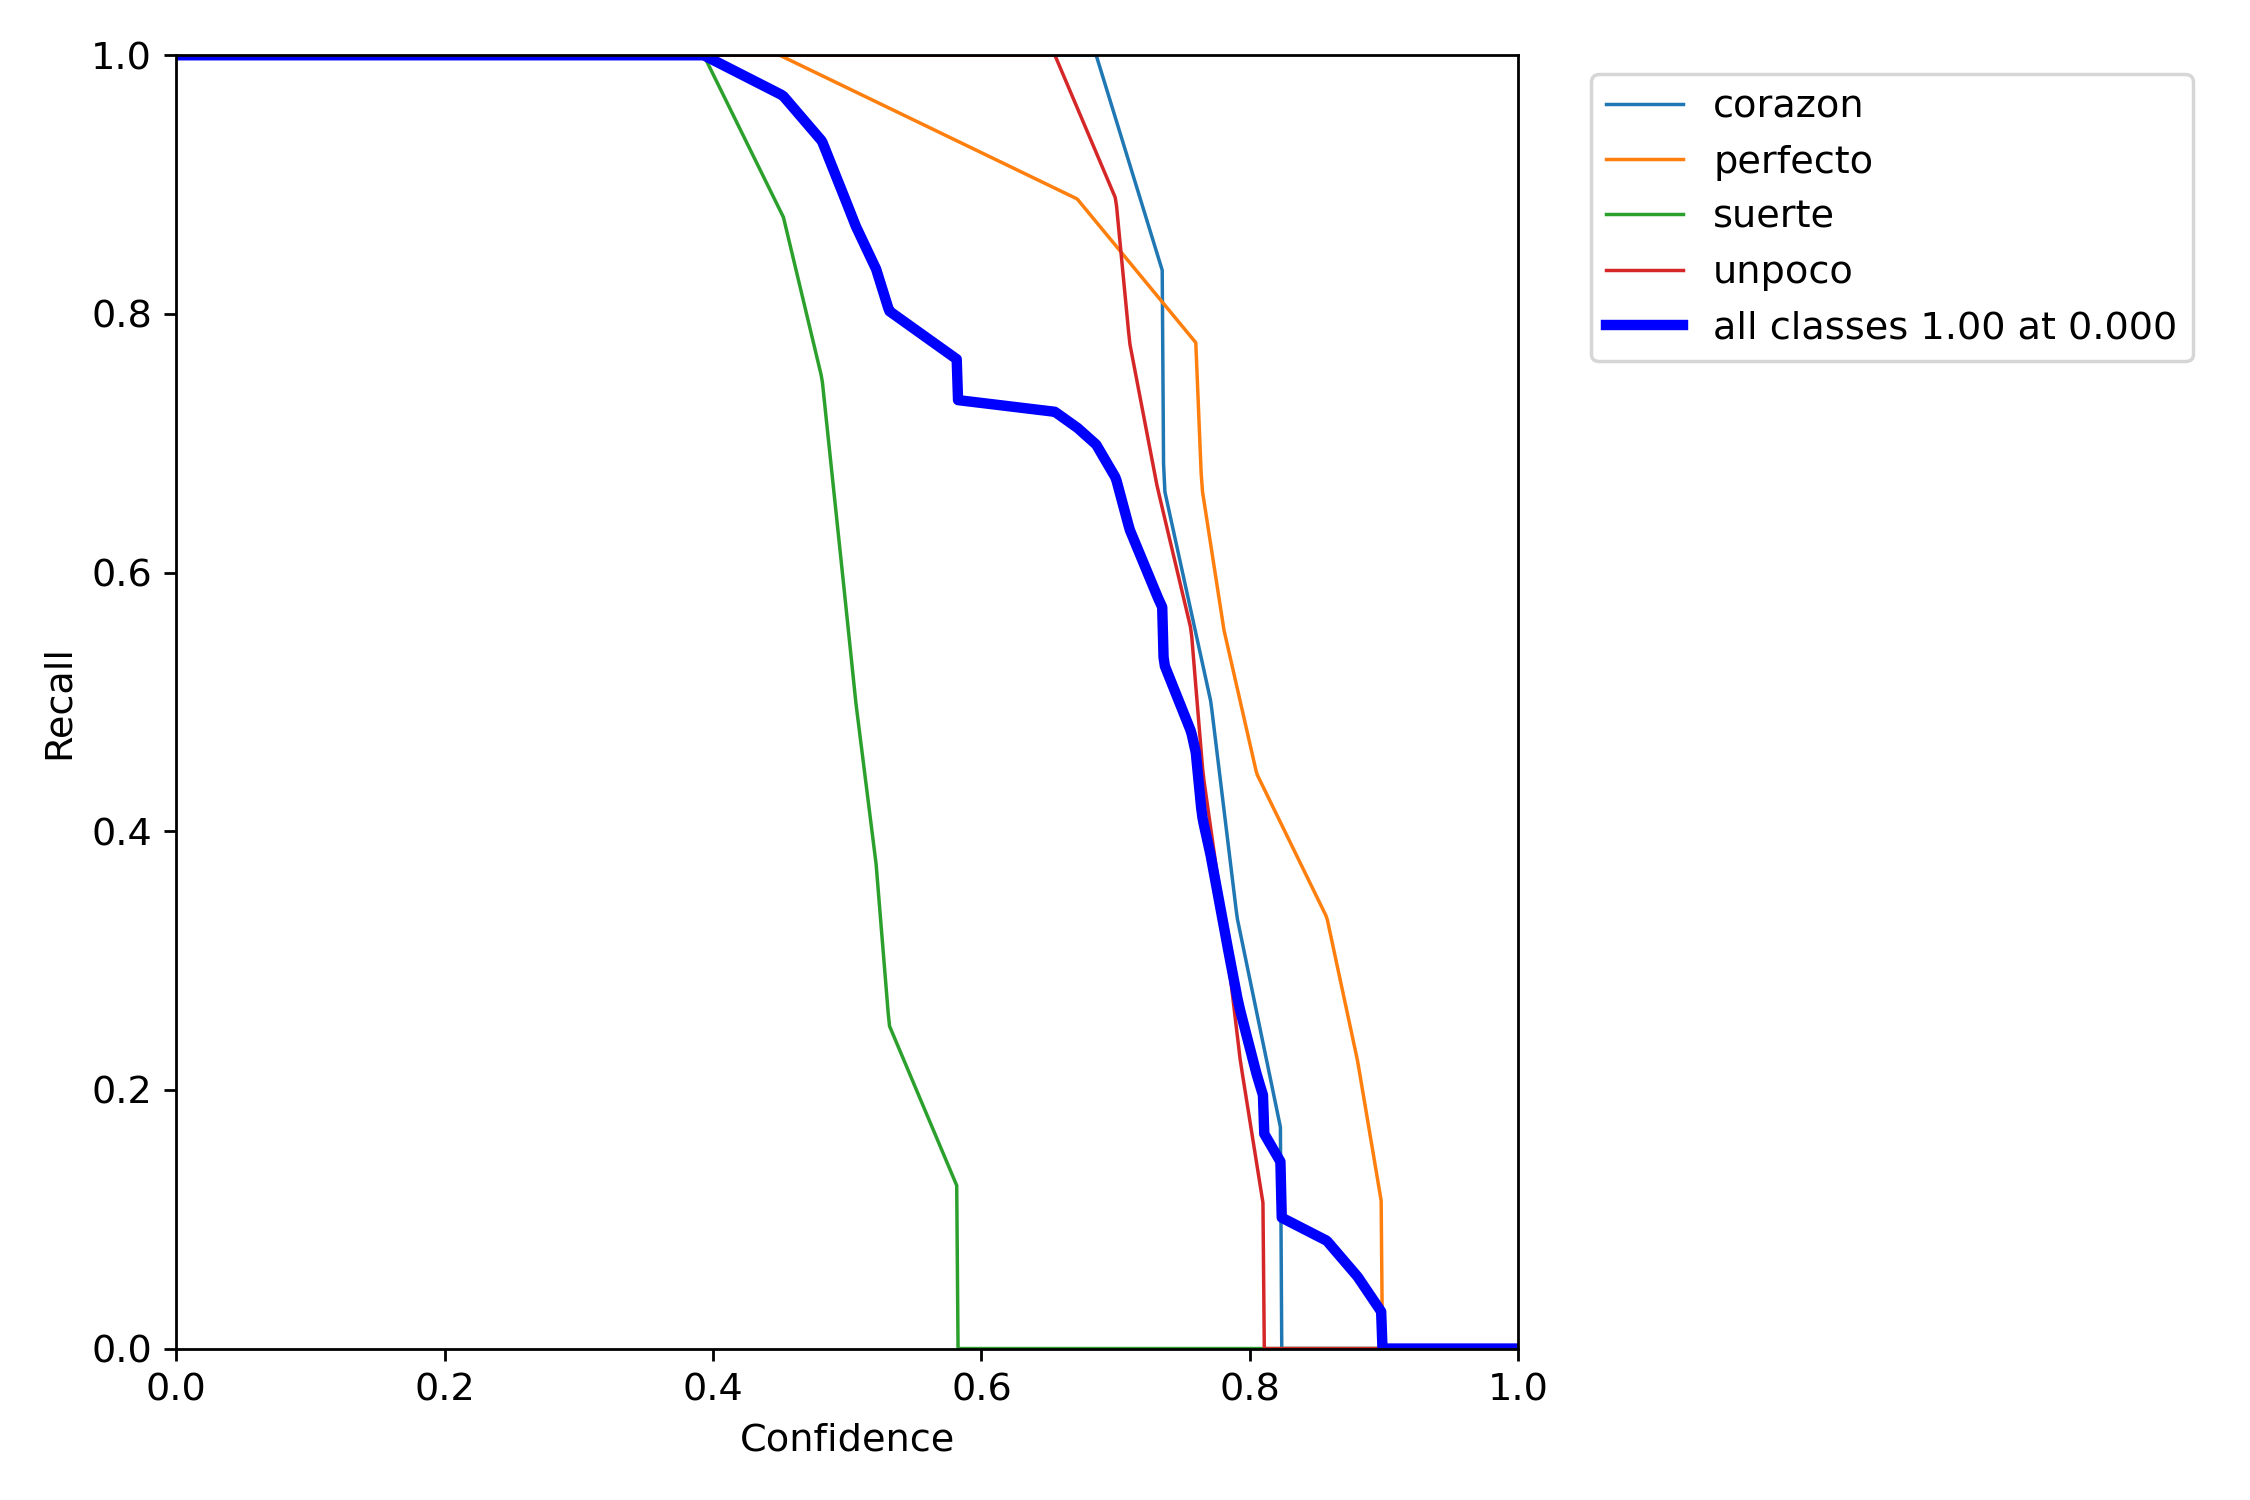 1.0
0.8
0.6
0.4
0.2
0.0
Recall
0.0 0.2 0.4 0.6 0.8 1.0
Confidence
corazon
perfecto
suerte
unpoco
all classes 1.00 at 0.000